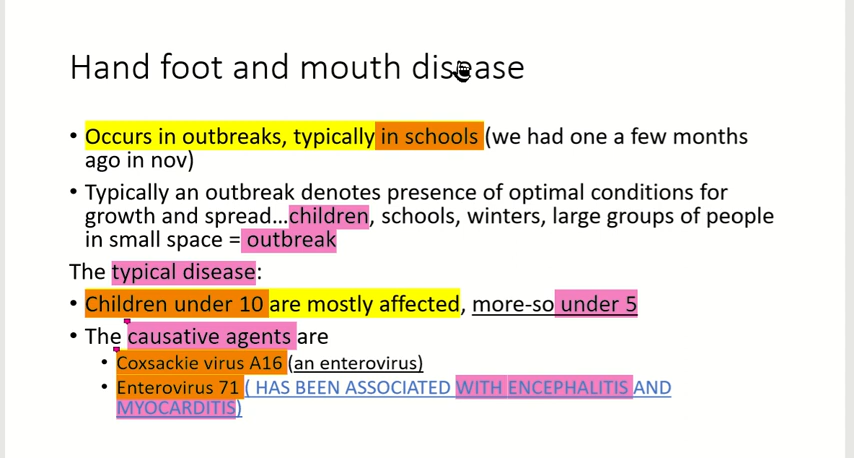 Hand foot and mouth disease
• Occurs in outbreaks, typically in schools (we had one a few months
ago in nov)
• Typically an outbreak denotes presence of optimal conditions for
growth and spread…children, schools, winters, large groups of people
in small space = outbreak
The typical disease:
• Children under 10 are mostly affected, more-so under 5
• The causative agents are
• Coxsackie virus A16 (an enterovirus)
• Enterovirus 71 ( HAS BEEN ASSOCIATED WITH ENCEPHALITIS AND
MYOCARDITIS)